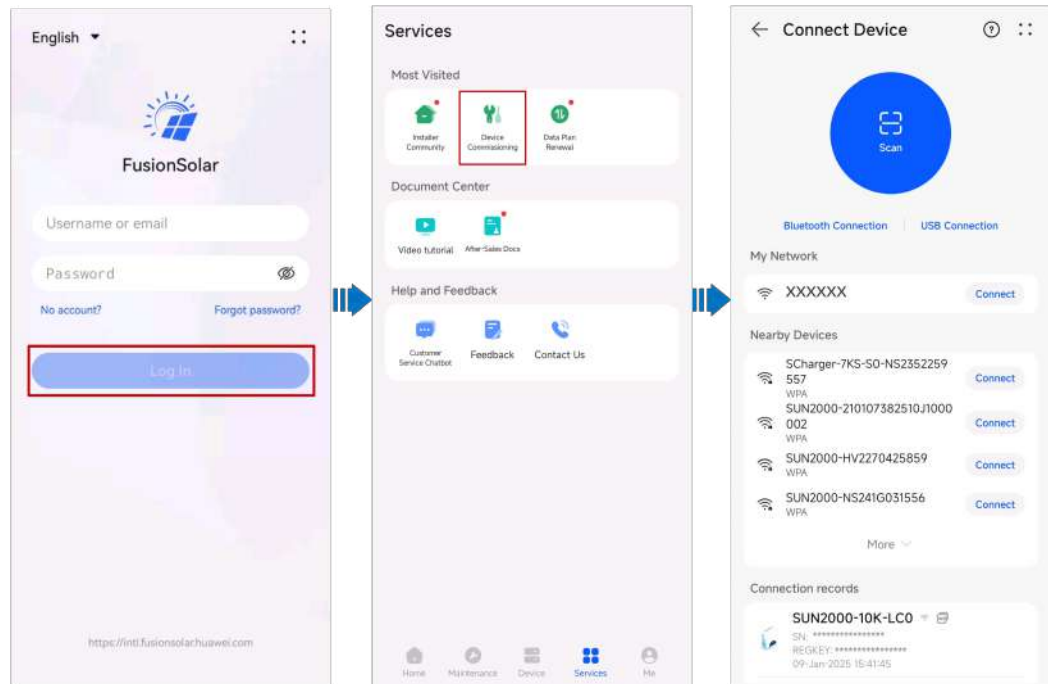 English
FusionSolar
Username or email
Password
No account? Forgot password?
Log In
https://intl.fusionsolar.huawei.com
Services
Most Visited
Installer Community
Device Commissioning
Data Plan Renewal
Document Center
Video tutorial
After-Sales Docs
Help and Feedback
Customer Service Chatbot
Feedback
Contact Us
Home Maintenance Device Services Me
Connect Device
Scan
Bluetooth Connection USB Connection
My Network
XXXXXX Connect
Nearby Devices
SCharger-7KS-S0-NS2352259
557 Connect
WPA
SUN2000-210107382510J1000
002 Connect
WPA
SUN2000-HV2270425859 Connect
WPA
SUN2000-NS241G031556 Connect
WPA
More
Connection records
SUN2000-10K-LC0
SN: ****************
REGKEY: ****************
09-Jan-2025 15:41:45